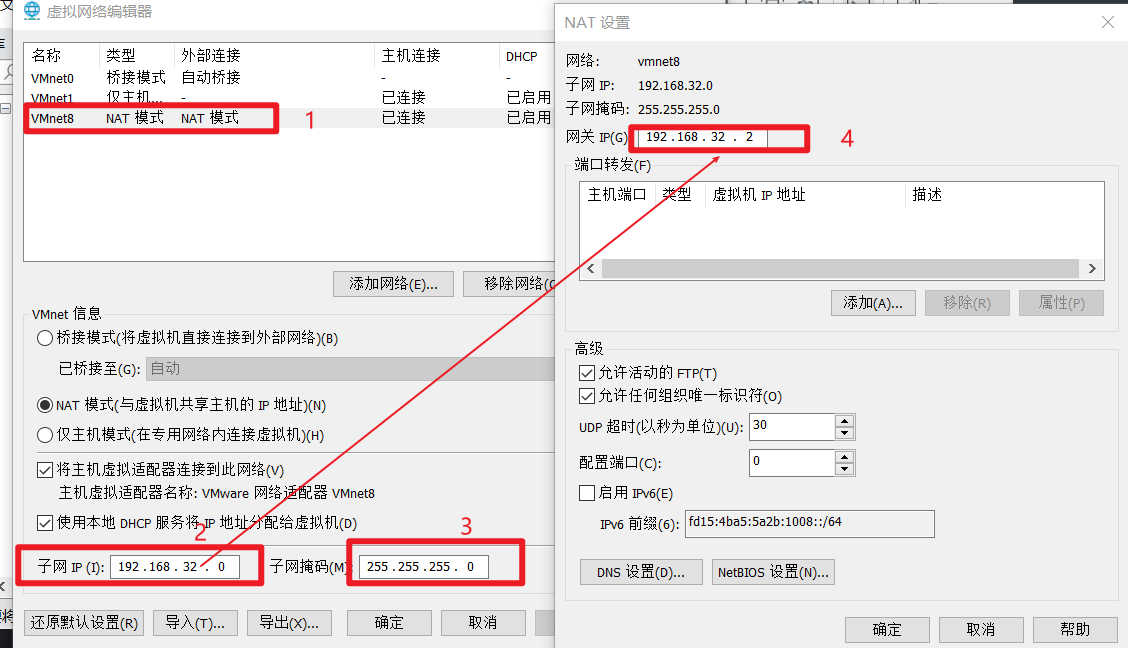 虚拟网络编辑器
名称 类型 外部连接 主机连接 DHCP
VMnet0 桥接模式 自动桥接 - -
VMnet1 仅主机... - 已连接 已启用
VMnet8 NAT 模式 NAT 模式 已连接 已启用
1
添加网络(E)... 移除网络(
VMnet 信息
桥接模式(将虚拟机直接连接到外部网络)(B)
已桥接至(G): 自动
NAT 模式(与虚拟机共享主机的 IP 地址)(N)
仅主机模式(在专用网络内连接虚拟机)(H)
将主机虚拟适配器连接到此网络(V)
主机虚拟适配器名称: VMware 网络适配器 VMnet8
使用本地 DHCP 服务将 IP 地址分配给虚拟机(D)
2
3
子网 IP (I): 192.168.32.0 子网掩码(M): 255.255.255.0
还原默认设置(R) 导入(T)... 导出(X)... 确定 取消
NAT 设置
网络: vmnet8
子网 IP: 192.168.32.0
子网掩码: 255.255.255.0
网关 IP(G) 192.168.32.2
4
端口转发(F)
主机端口 类型 虚拟机 IP 地址 描述
添加(A)... 移除(R) 属性(P)
高级
允许活动的 FTP(T)
允许任何组织唯一标识符(O)
UDP 超时(以秒为单位)(U): 30
配置端口(C): 0
启用 IPv6(E)
IPv6 前缀(6): fd15:4ba5:5a2b:1008::/64
DNS 设置(D)... NetBIOS 设置(N)...
确定 取消 帮助